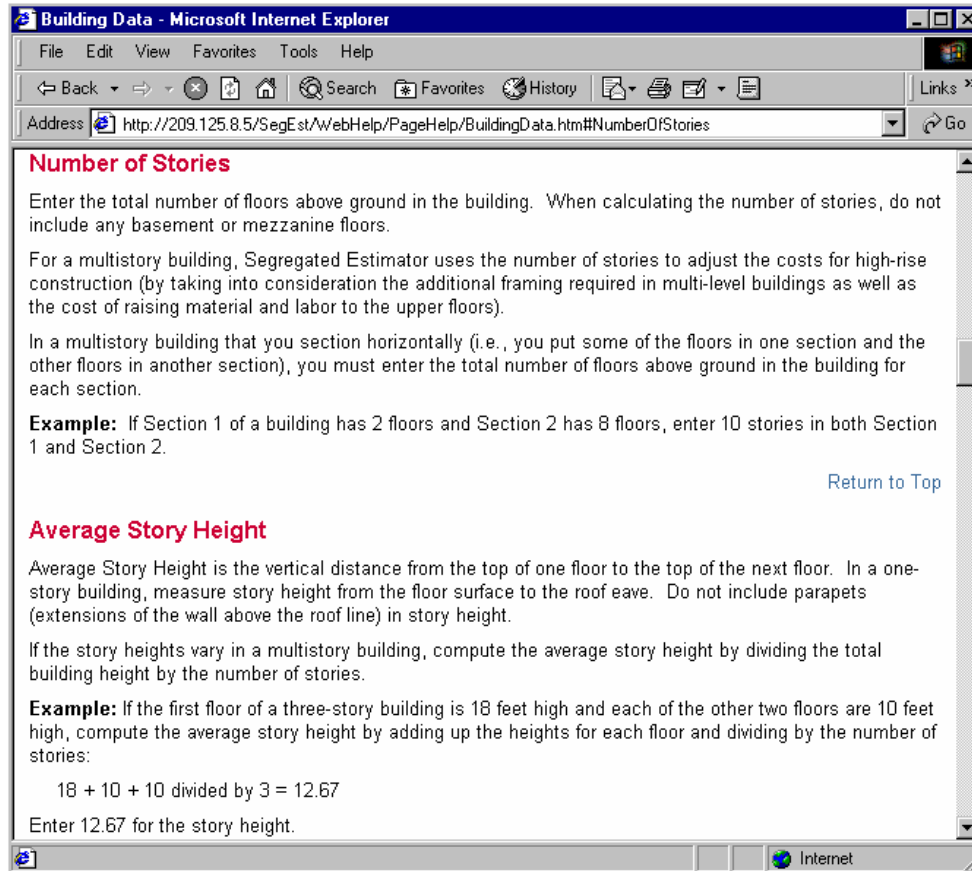 Building Data - Microsoft Internet Explorer
File Edit View Favorites Tools Help
Back Search Favorites History Links »
Address http://209.125.8.5/SegEst/WebHelp/PageHelp/BuildingData.htm#NumberOfStories Go
Number of Stories
Enter the total number of floors above ground in the building. When calculating the number of stories, do not
include any basement or mezzanine floors.
For a multistory building, Segregated Estimator uses the number of stories to adjust the costs for high-rise
construction (by taking into consideration the additional framing required in multi-level buildings as well as
the cost of raising material and labor to the upper floors).
In a multistory building that you section horizontally (i.e., you put some of the floors in one section and the
other floors in another section), you must enter the total number of floors above ground in the building for
each section.
Example: If Section 1 of a building has 2 floors and Section 2 has 8 floors, enter 10 stories in both Section
1 and Section 2.
Return to Top
Average Story Height
Average Story Height is the vertical distance from the top of one floor to the top of the next floor. In a one-
story building, measure story height from the floor surface to the roof eave. Do not include parapets
(extensions of the wall above the roof line) in story height.
If the story heights vary in a multistory building, compute the average story height by dividing the total
building height by the number of stories.
Example: If the first floor of a three-story building is 18 feet high and each of the other two floors are 10 feet
high, compute the average story height by adding up the heights for each floor and dividing by the number of
stories:
18 + 10 + 10 divided by 3 = 12.67
Enter 12.67 for the story height.
Internet